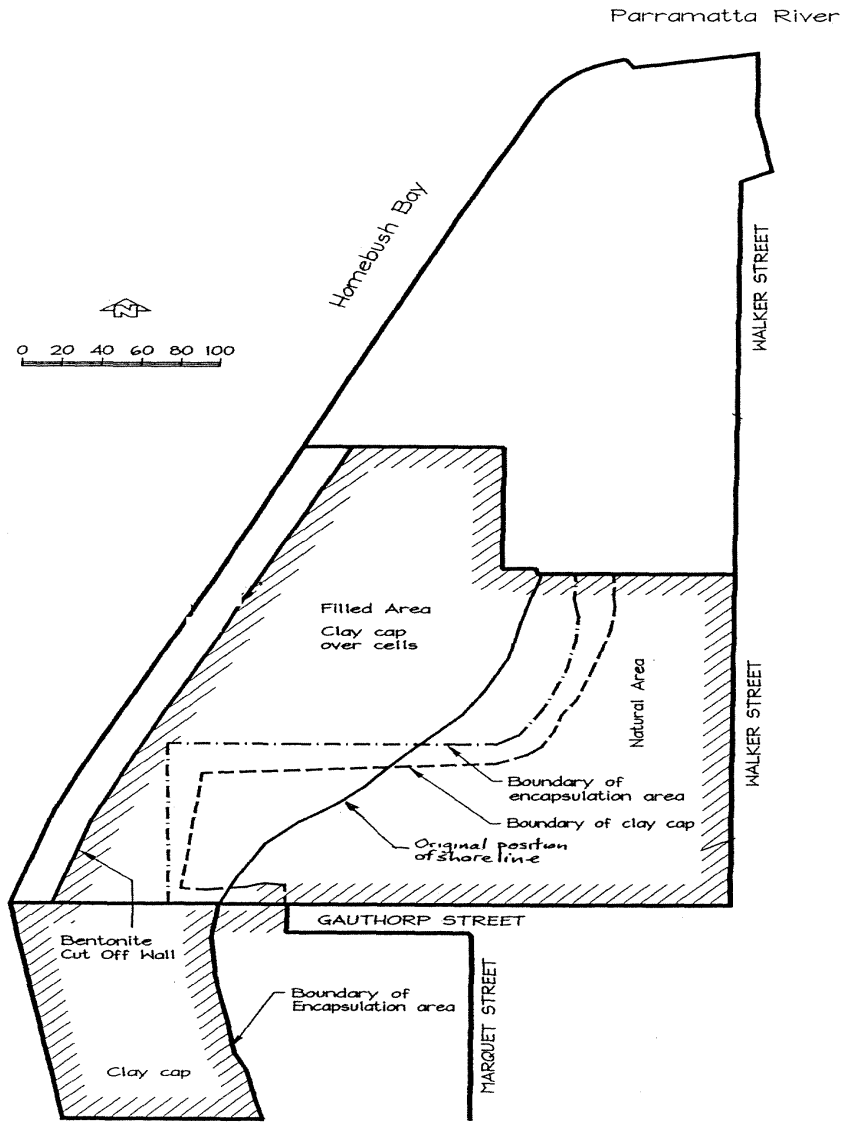 Parramatta River
Homebush Bay
WALKER STREET
N
0 20 40 60 80 100
Filled Area
Clay cap
over cells
Natural Area
WALKER STREET
Boundary of
encapsulation area
Boundary of clay cap
Original position
of shore line
GAUTHORP STREET
Bentonite
Cut Off Wall
Boundary of
Encapsulation area
MARQUET STREET
Clay cap